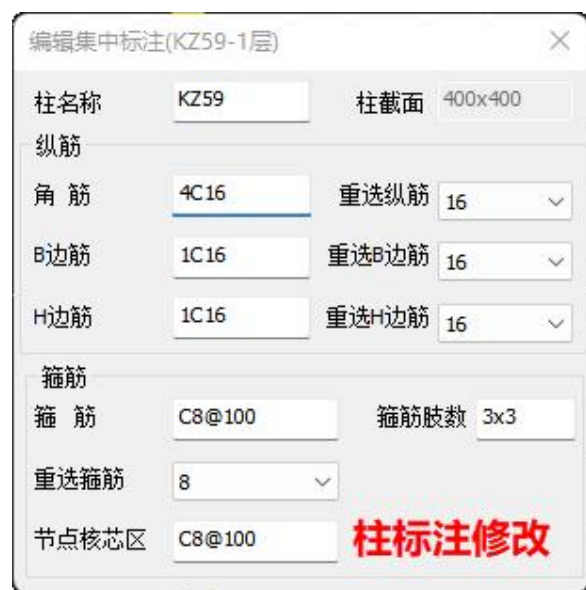 编辑集中标注(KZ59-1层)
柱名称 KZ59 柱截面 400x400
纵筋
角 筋 4C16 重选纵筋 16
B边筋 1C16 重选B边筋 16
H边筋 1C16 重选H边筋 16
箍筋
箍 筋 C8@100 箍筋肢数 3x3
重选箍筋 8
节点核芯区 C8@100 柱标注修改